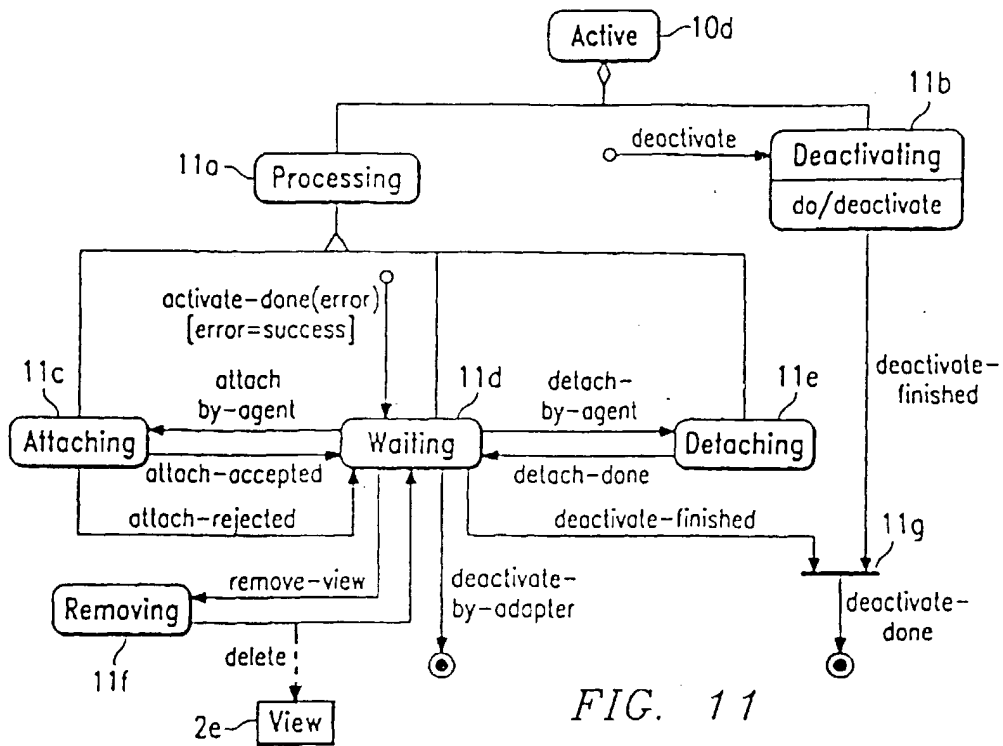 Active
10d
11b
deactivate
Deactivating
do/deactivate
11a
Processing
activate-done(error)
[error=success]
11c
attach
by-agent
11d
detach-
by-agent
11e
deactivate-
finished
Attaching
Waiting
Detaching
attach-accepted
detach-done
attach-rejected
deactivate-finished
11g
remove-view
Removing
deactivate-
by-adapter
deactivate-
done
11f
delete
2e
View
FIG. 11